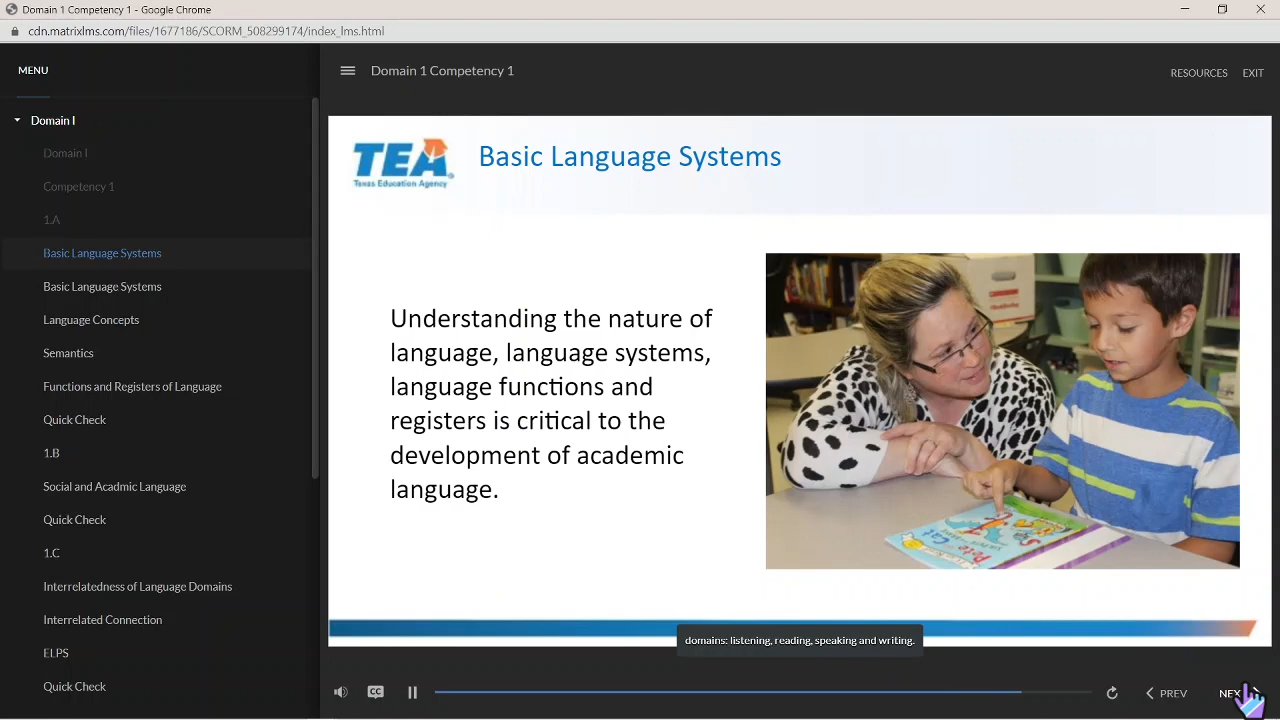 Domain 1 Competency 1 - Google Chrome
cdn.matrixlms.com/files/1677186/SCORM_508299174/index_lms.html
MENU
Domain I
Domain I
Competency 1
1.A
Basic Language Systems
Basic Language Systems
Language Concepts
Semantics
Functions and Registers of Language
Quick Check
1.B
Social and Acadmic Language
Quick Check
1.C
Interrelatedness of Language Domains
Interrelated Connection
ELPS
Quick Check
Domain 1 Competency 1
RESOURCES
EXIT
TEA
Texas Education Agency
Basic Language Systems
Understanding the nature of
language, language systems,
language functions and
registers is critical to the
development of academic
language.
Pete Cat
domains: listening, reading, speaking and writing.
CC
PREV
NEX